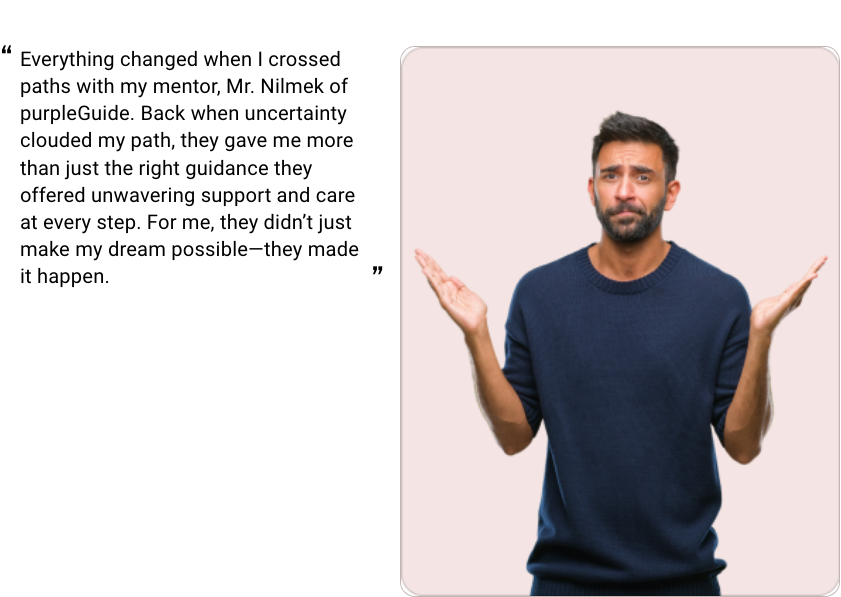 “ Everything changed when I crossed
paths with my mentor, Mr. Nilmek of
purpleGuide. Back when uncertainty
clouded my path, they gave me more
than just the right guidance they
offered unwavering support and care
at every step. For me, they didn’t just
make my dream possible—they made
it happen. ”